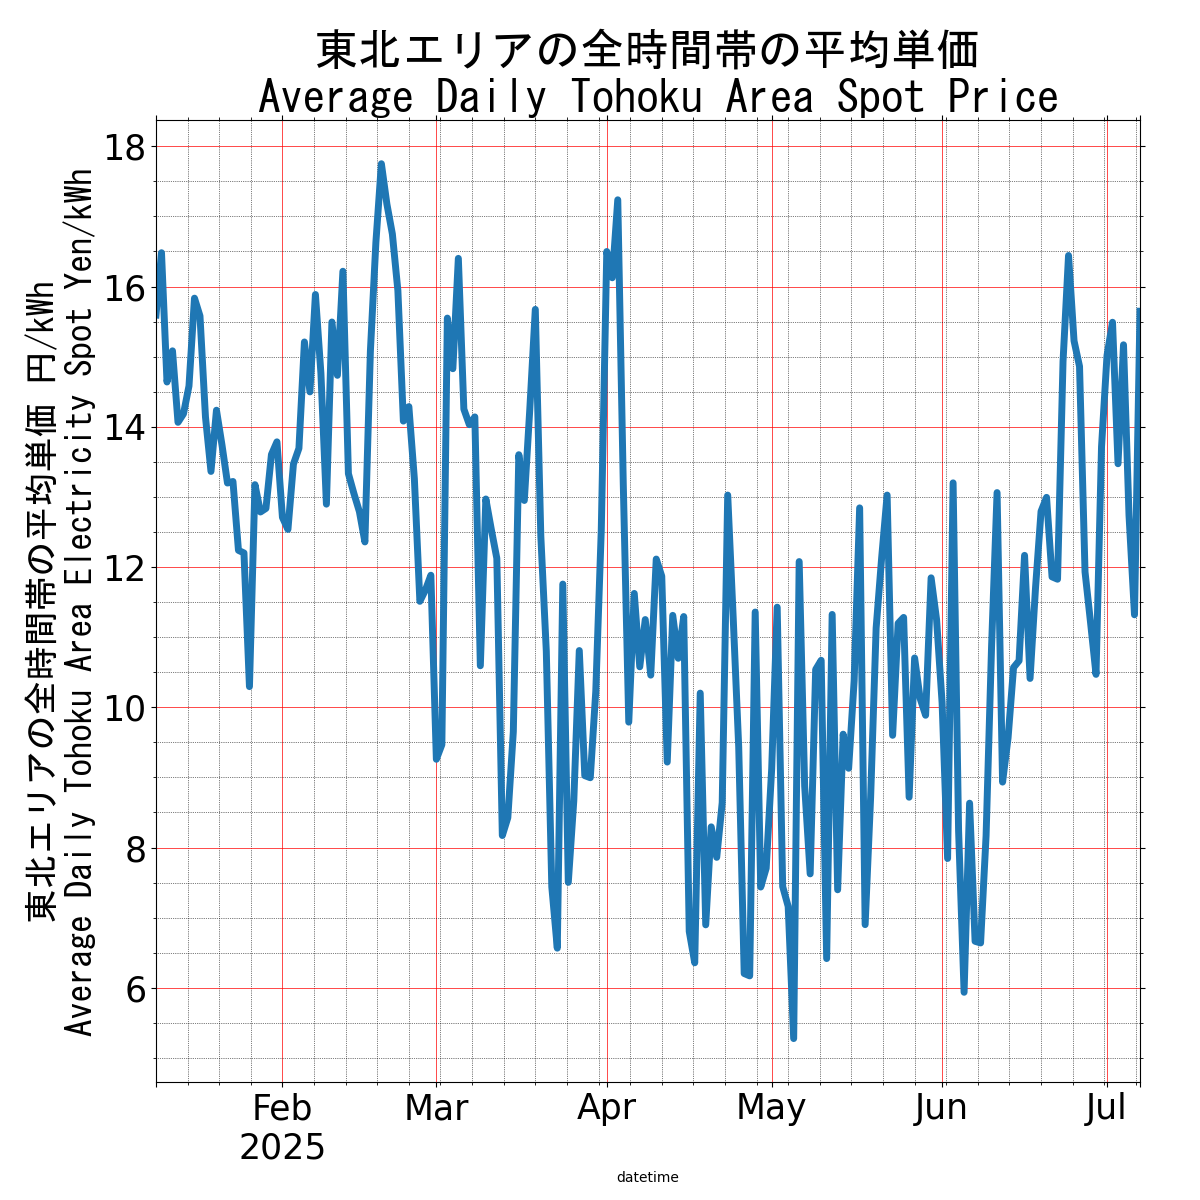 東北エリアの全時間帯の平均単価
Average Daily Tohoku Area Spot Price
東北エリアの全時間帯の平均単価 円/kWh
Average Daily Tohoku Area Electricity Spot Yen/kWh
18
16
14
12
10
8
6
Feb
2025
Mar
Apr
May
Jun
Jul
datetime